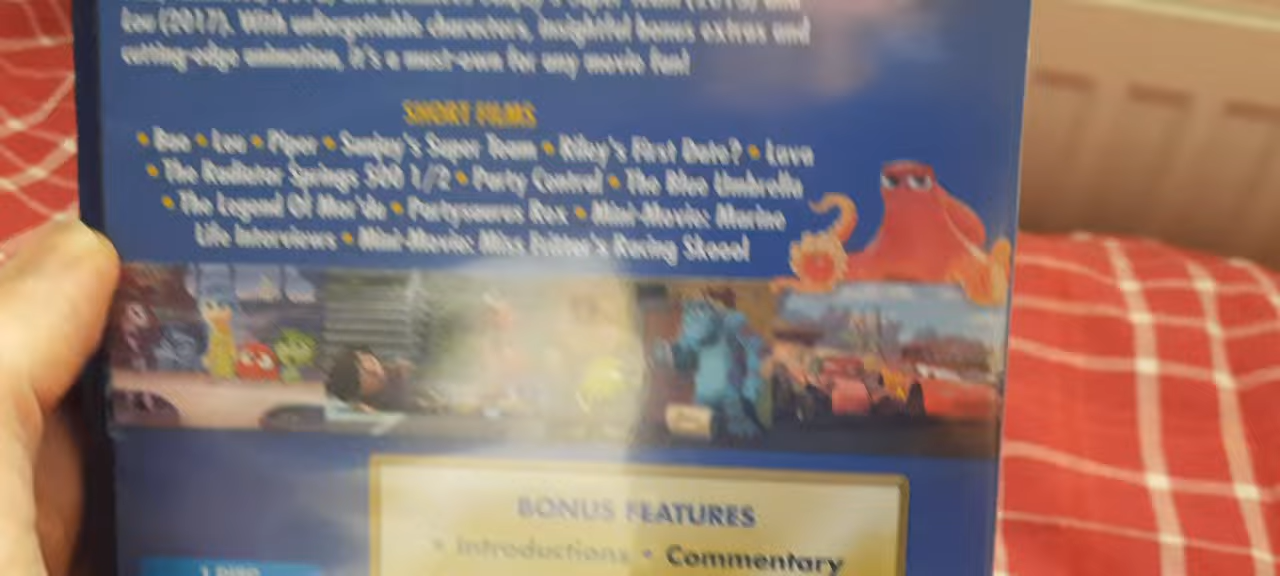 Lou (2017). With unforgettable characters, insightful bonus extras and
cutting-edge animation, it's a must-own for any movie fan!
SHORT FILMS
• Bao • Lou • Piper • Sanjay's Super Team • Riley's First Date? • Lava
• The Radiator Springs 500 1/2 • Party Central • The Blue Umbrella
• The Legend Of Mor'du • Partysaurus Rex • Mini-Movie: Marine
Life Interviews • Mini-Movie: Miss Fritter's Racing Skoool
BONUS FEATURES
• Introductions • Commentary
1 DISC